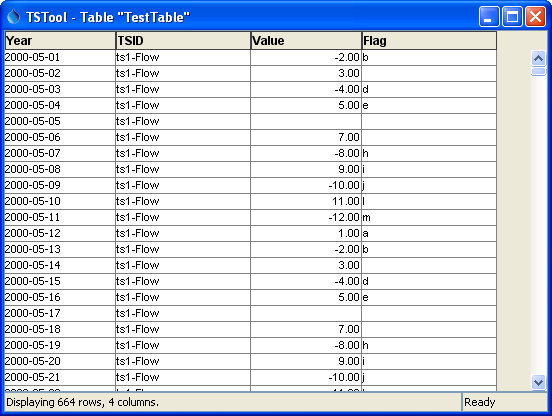 TSTool - Table "TestTable"
Year TSID Value Flag
2000-05-01 ts1-Flow -2.00 b
2000-05-02 ts1-Flow 3.00
2000-05-03 ts1-Flow -4.00 d
2000-05-04 ts1-Flow 5.00 e
2000-05-05 ts1-Flow
2000-05-06 ts1-Flow 7.00
2000-05-07 ts1-Flow -8.00 h
2000-05-08 ts1-Flow 9.00 i
2000-05-09 ts1-Flow -10.00 j
2000-05-10 ts1-Flow 11.00 l
2000-05-11 ts1-Flow -12.00 m
2000-05-12 ts1-Flow 1.00 a
2000-05-13 ts1-Flow -2.00 b
2000-05-14 ts1-Flow 3.00
2000-05-15 ts1-Flow -4.00 d
2000-05-16 ts1-Flow 5.00 e
2000-05-17 ts1-Flow
2000-05-18 ts1-Flow 7.00
2000-05-19 ts1-Flow -8.00 h
2000-05-20 ts1-Flow 9.00 i
2000-05-21 ts1-Flow -10.00 j
Displaying 664 rows, 4 columns. Ready